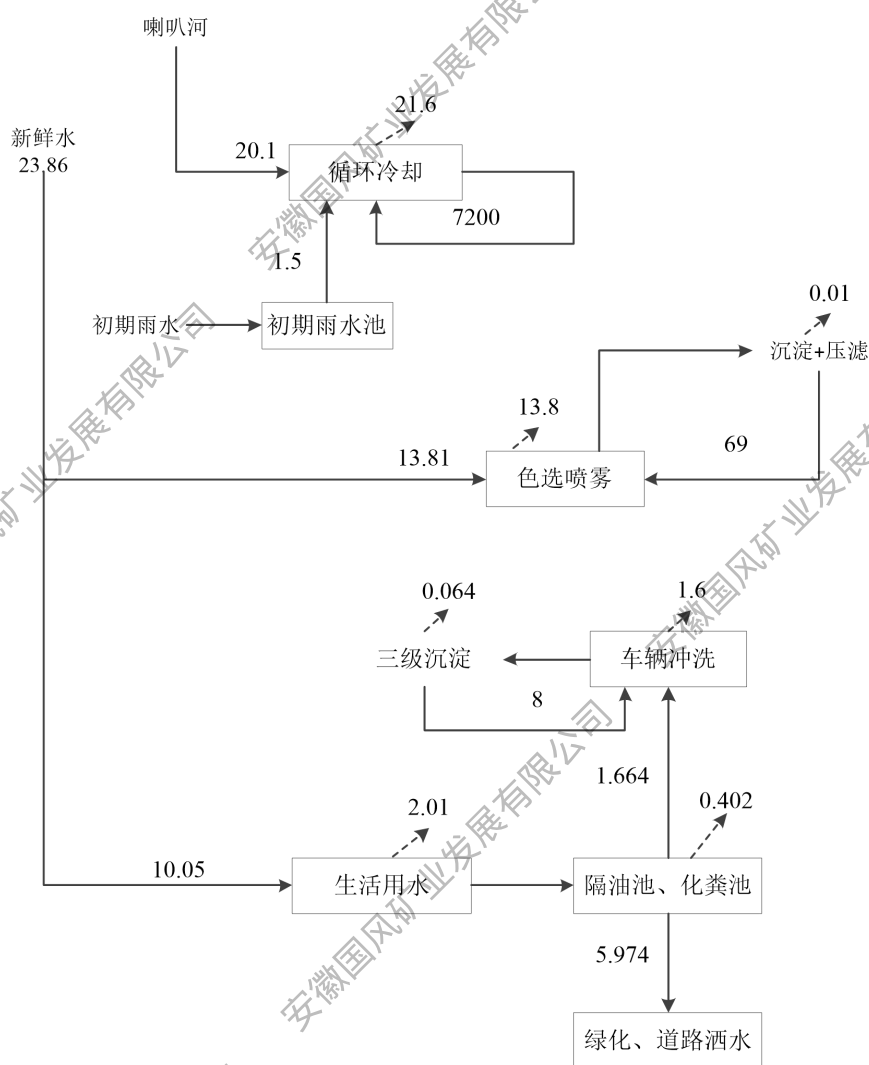 喇叭河
21.6
新鲜水
23.86
20.1
循环冷却
7200
1.5
初期雨水
初期雨水池
0.01
沉淀+压滤
13.8
13.81
69
色选喷雾
0.064
1.6
三级沉淀
车辆冲洗
8
1.664
2.01
0.402
10.05
生活用水
隔油池、化粪池
5.974
绿化、道路洒水
安徽国风矿业发展有限公司
风矿业发展有限公司
安徽国风矿业发展有
安徽国风矿业发展有限公司